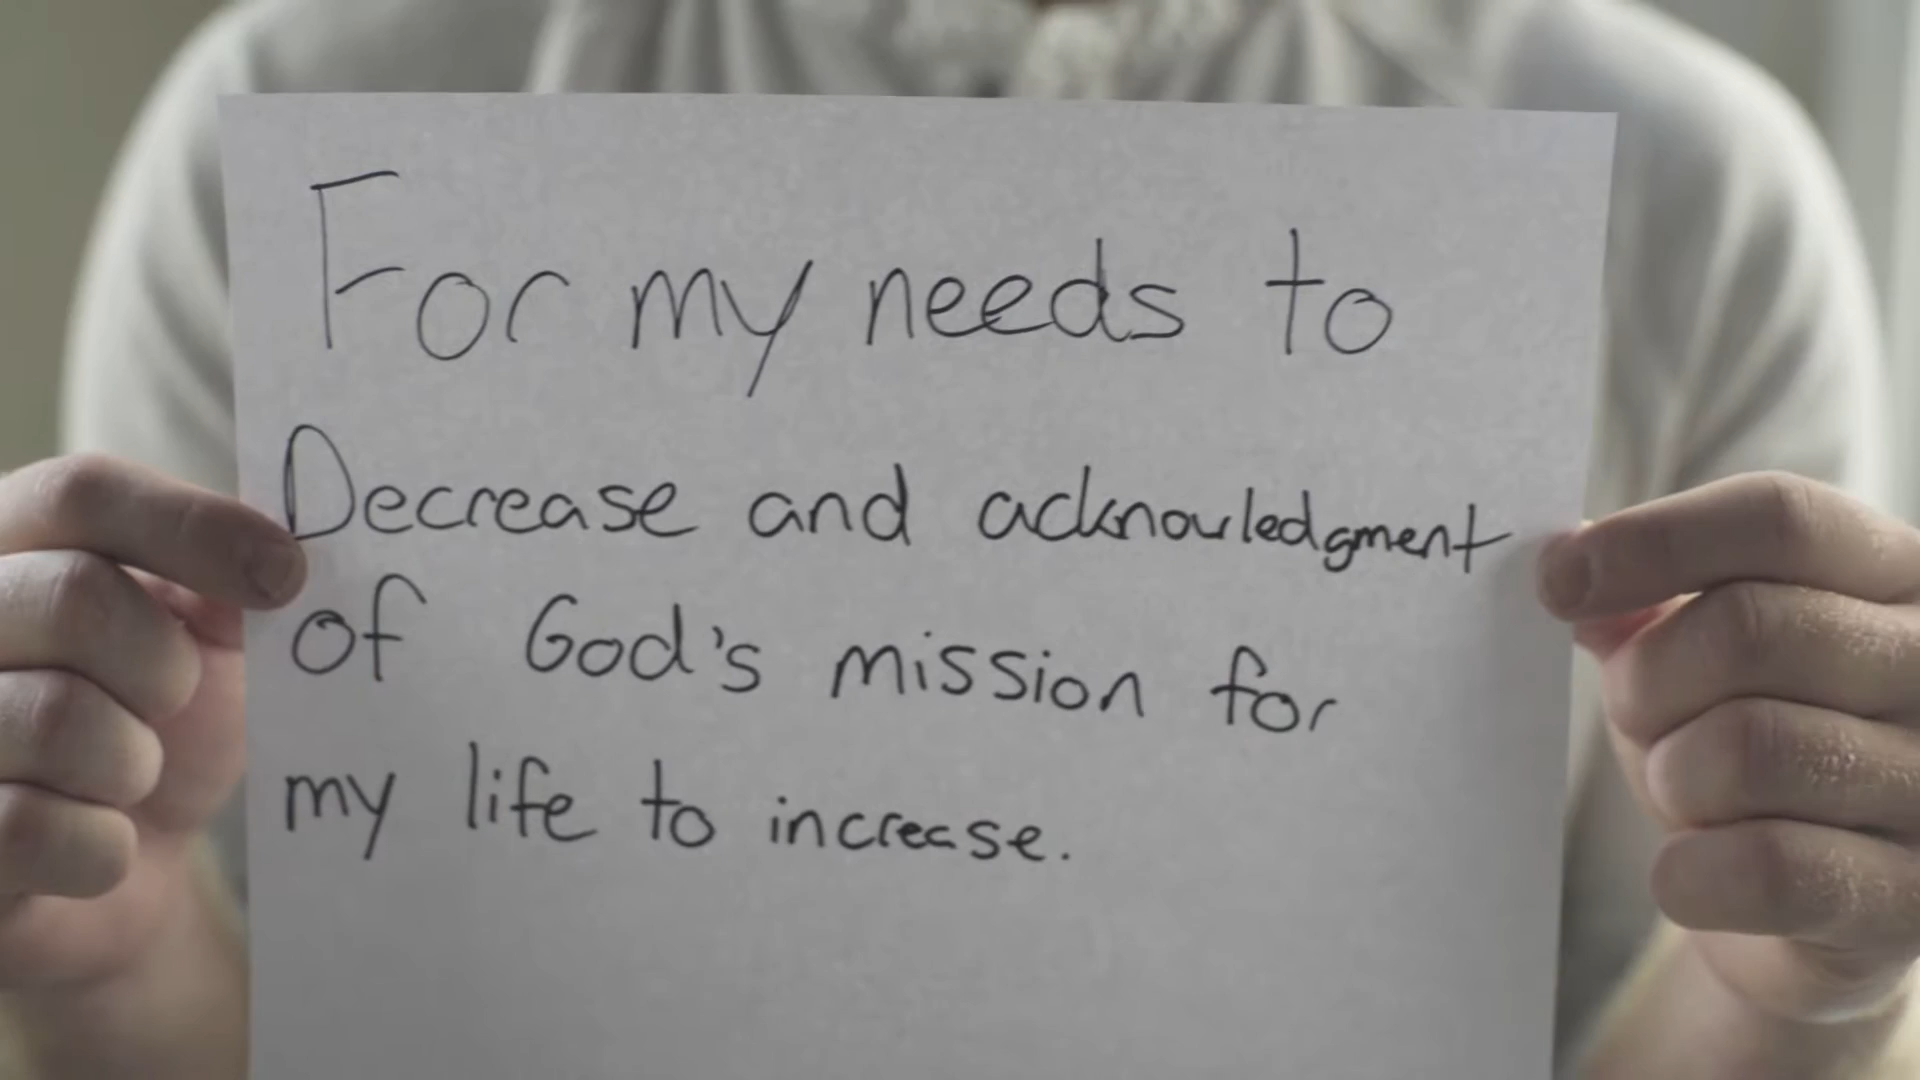 For my needs to
Decrease and acknowledgment
of God's mission for
my life to increase.